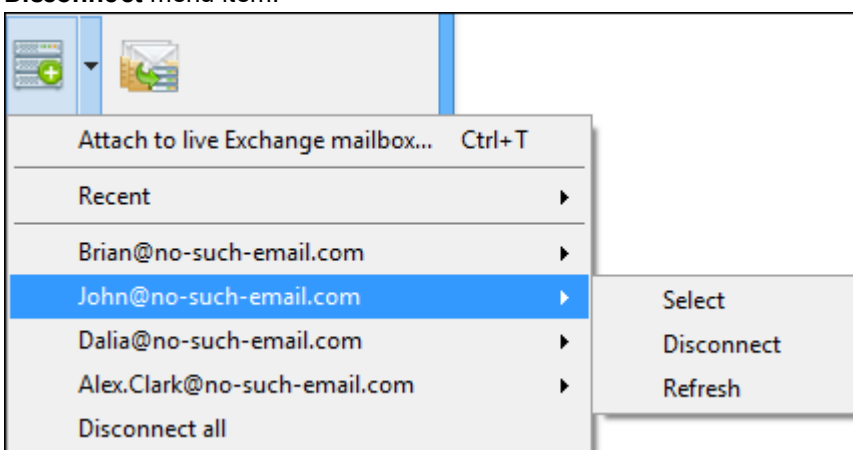 Disconnect menu item.
Attach to live Exchange mailbox... Ctrl+T
Recent
Brian@no-such-email.com
John@no-such-email.com
Select
Dalia@no-such-email.com
Disconnect
Alex.Clark@no-such-email.com
Refresh
Disconnect all